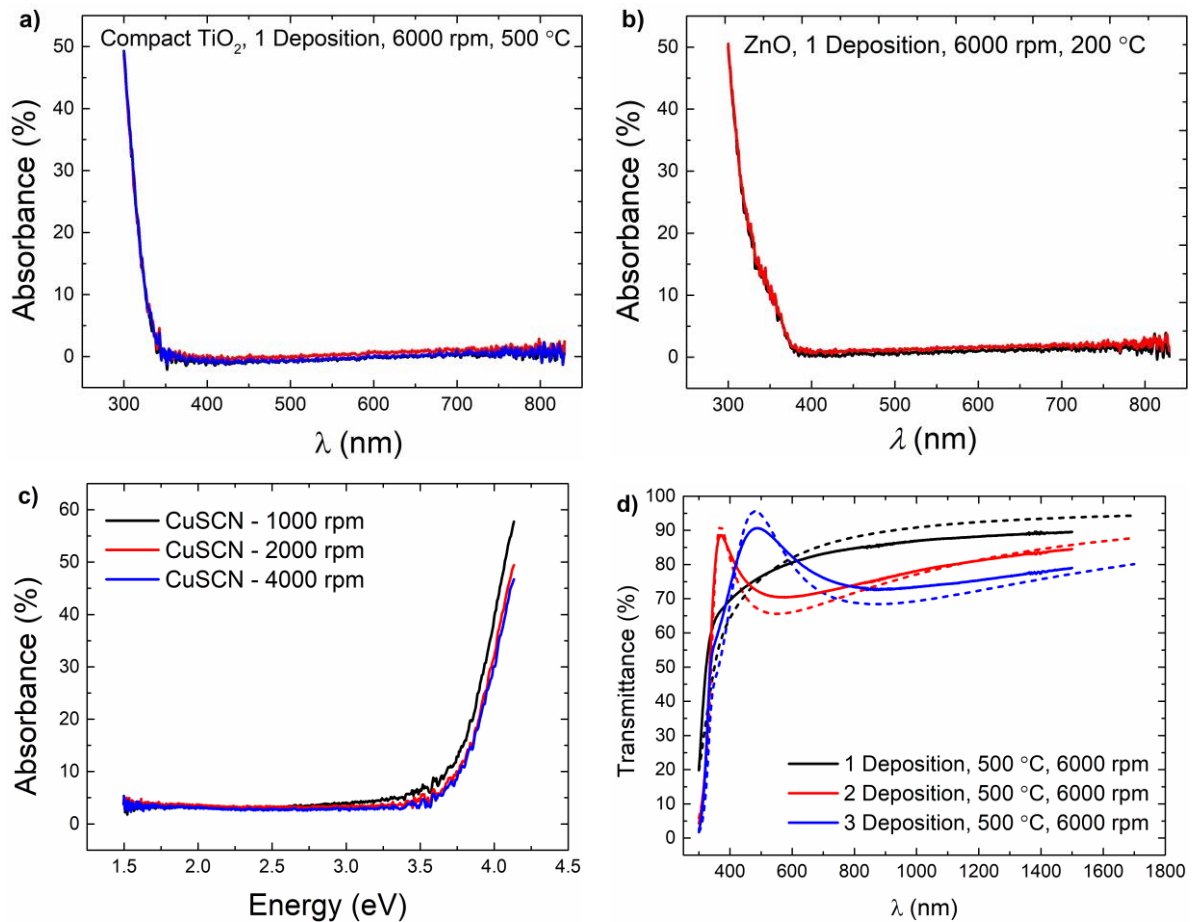 a)
Compact TiO2, 1 Deposition, 6000 rpm, 500 °C
Absorbance (%)
50
40
30
20
10
0
300 400 500 600 700 800
λ (nm)
b)
ZnO, 1 Deposition, 6000 rpm, 200 °C
Absorbance (%)
50
40
30
20
10
0
300 400 500 600 700 800
λ (nm)
c)
CuSCN - 1000 rpm
CuSCN - 2000 rpm
CuSCN - 4000 rpm
Absorbance (%)
60
50
40
30
20
10
0
1.5 2.0 2.5 3.0 3.5 4.0 4.5
Energy (eV)
d)
Transmittance (%)
100
90
80
70
60
50
40
30
20
10
0
1 Deposition, 500 °C, 6000 rpm
2 Deposition, 500 °C, 6000 rpm
3 Deposition, 500 °C, 6000 rpm
400 600 800 1000 1200 1400 1600 1800
λ (nm)